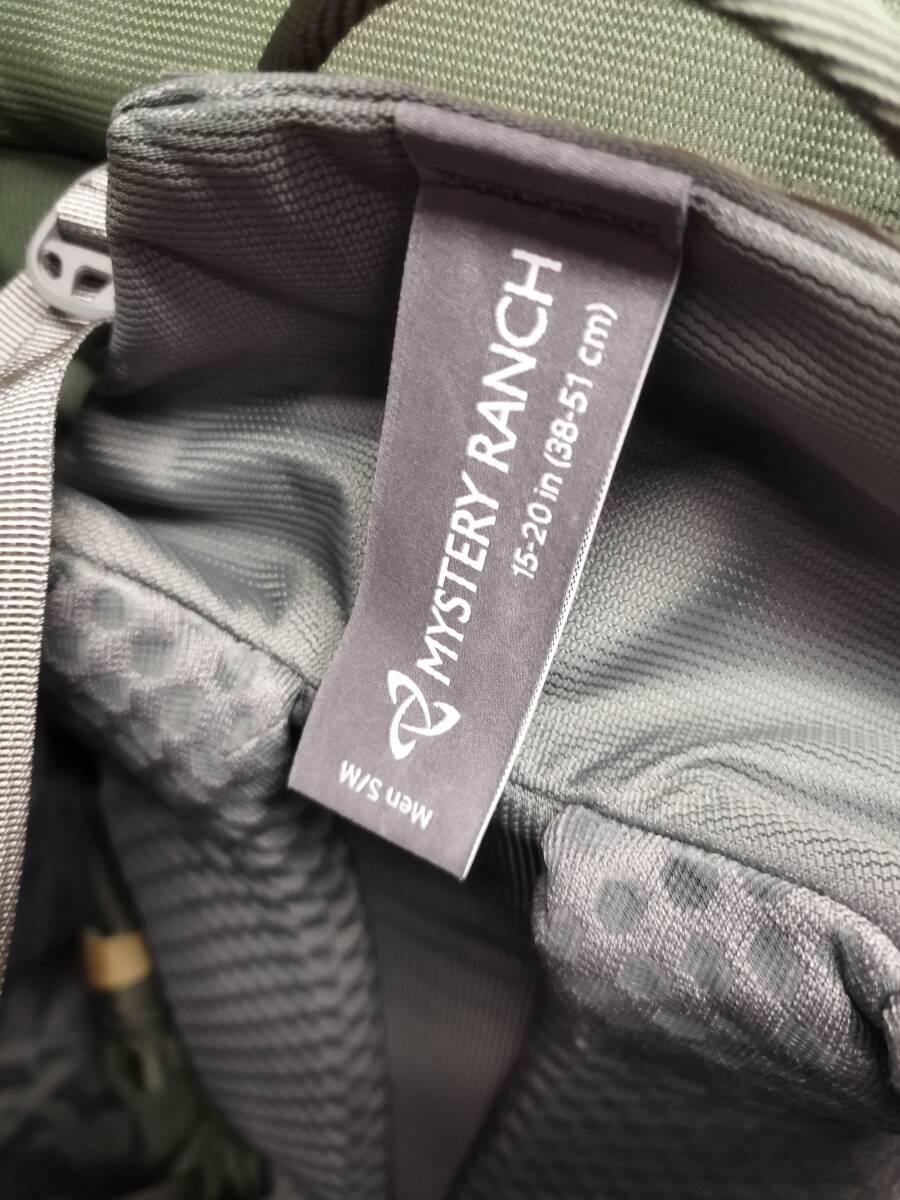 MYSTERY RANCH
15-20 in (38-51 cm)
Men S/M